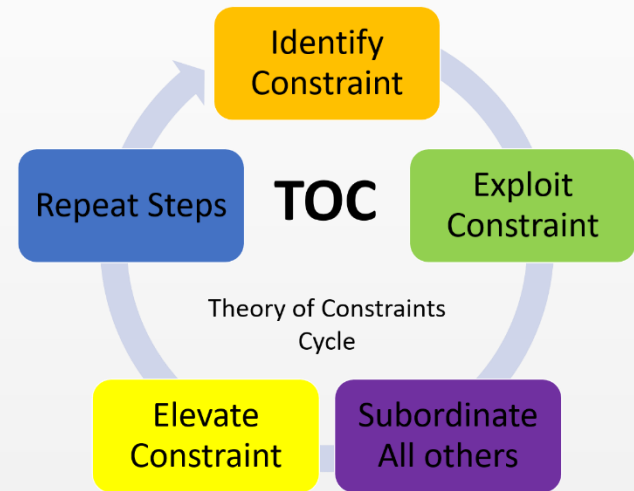 Identify
Constraint
Repeat Steps
TOC
Exploit
Constraint
Theory of Constraints
Cycle
Elevate
Constraint
Subordinate
All others